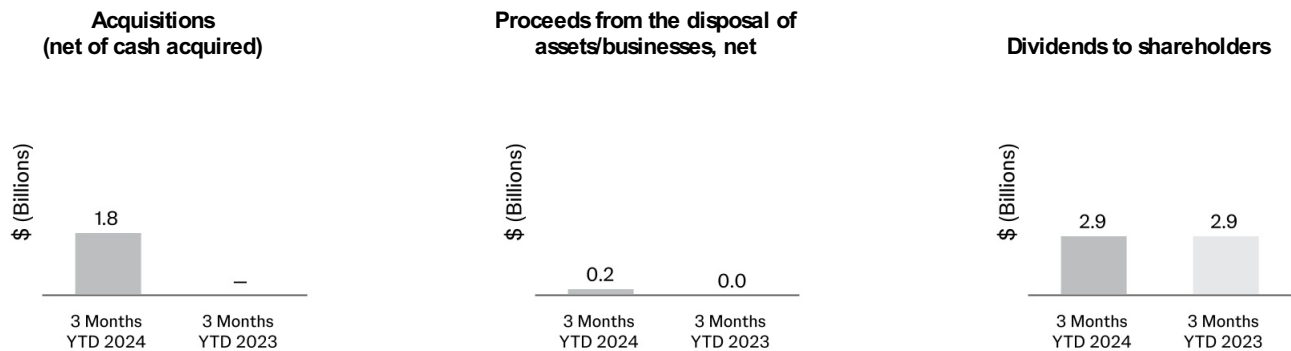 Acquisitions
(net of cash acquired)
$ (Billions)
1.8
–
3 Months
YTD 2024
3 Months
YTD 2023
Proceeds from the disposal of
assets/businesses, net
$ (Billions)
0.2
0.0
3 Months
YTD 2024
3 Months
YTD 2023
Dividends to shareholders
$ (Billions)
2.9
2.9
3 Months
YTD 2024
3 Months
YTD 2023